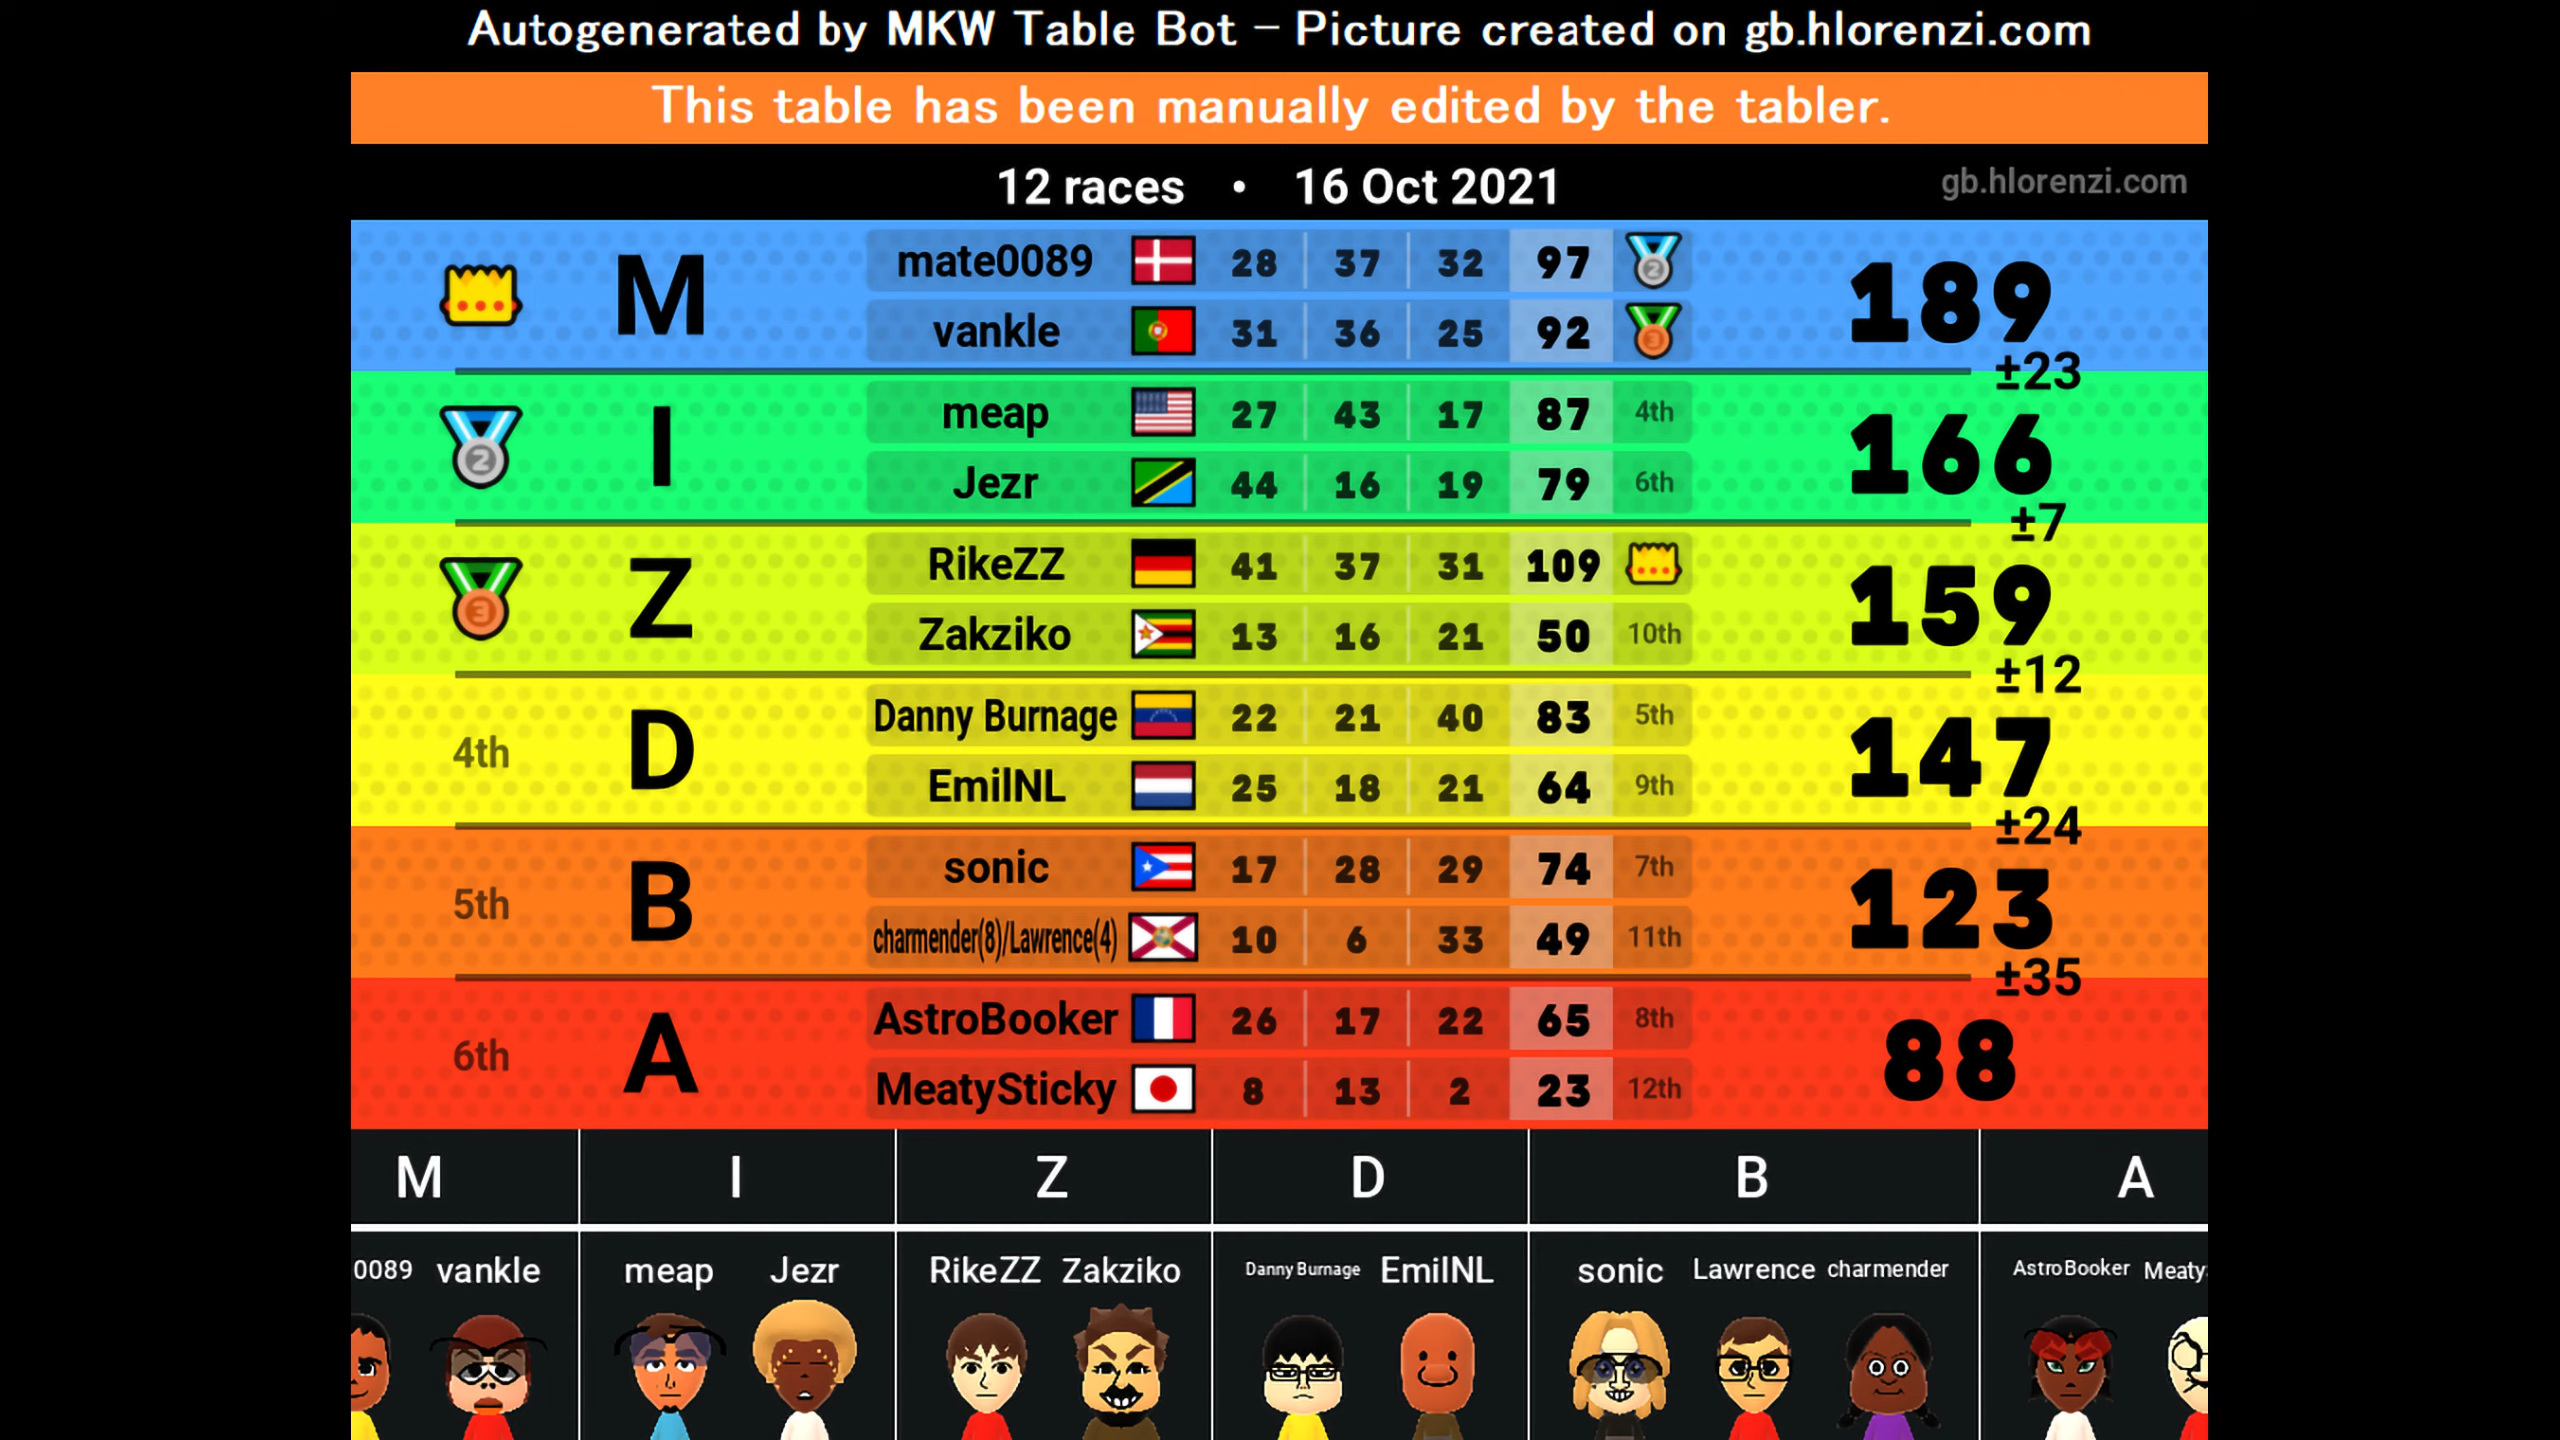 Autogenerated by MKW Table Bot – Picture created on gb.hlorenzi.com
This table has been manually edited by the tabler.
12 races • 16 Oct 2021 gb.hlorenzi.com
M
mate0089 28 37 32 97 2
vankle 31 36 25 92 3
189
±23
2 I
meap 27 43 17 87 4th
Jezr 44 16 19 79 6th
166
±7
3 Z
RikeZZ 41 37 31 109
Zakziko 13 16 21 50 10th
159
±12
4th D
Danny Burnage 22 21 40 83 5th
EmilNL 25 18 21 64 9th
147
±24
5th B
sonic 17 28 29 74 7th
charmender(8)/Lawrence(4) 10 6 33 49 11th
123
±35
6th A
AstroBooker 26 17 22 65 8th
MeatySticky 8 13 2 23 12th
88
M I Z D B A
0089 vankle meap Jezr RikeZZ Zakziko Danny Burnage EmilNL sonic Lawrence charmender AstroBooker Meaty